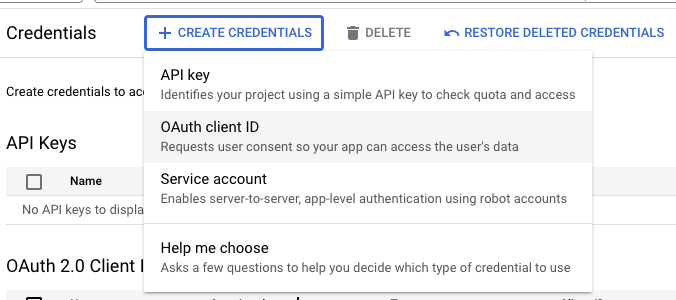 Credentials
+ CREATE CREDENTIALS
DELETE
RESTORE DELETED CREDENTIALS
Create credentials to acc
API key
Identifies your project using a simple API key to check quota and access
OAuth client ID
Requests user consent so your app can access the user's data
Service account
Enables server-to-server, app-level authentication using robot accounts
Help me choose
Asks a few questions to help you decide which type of credential to use
API Keys
Name
No API keys to displa
OAuth 2.0 Client I